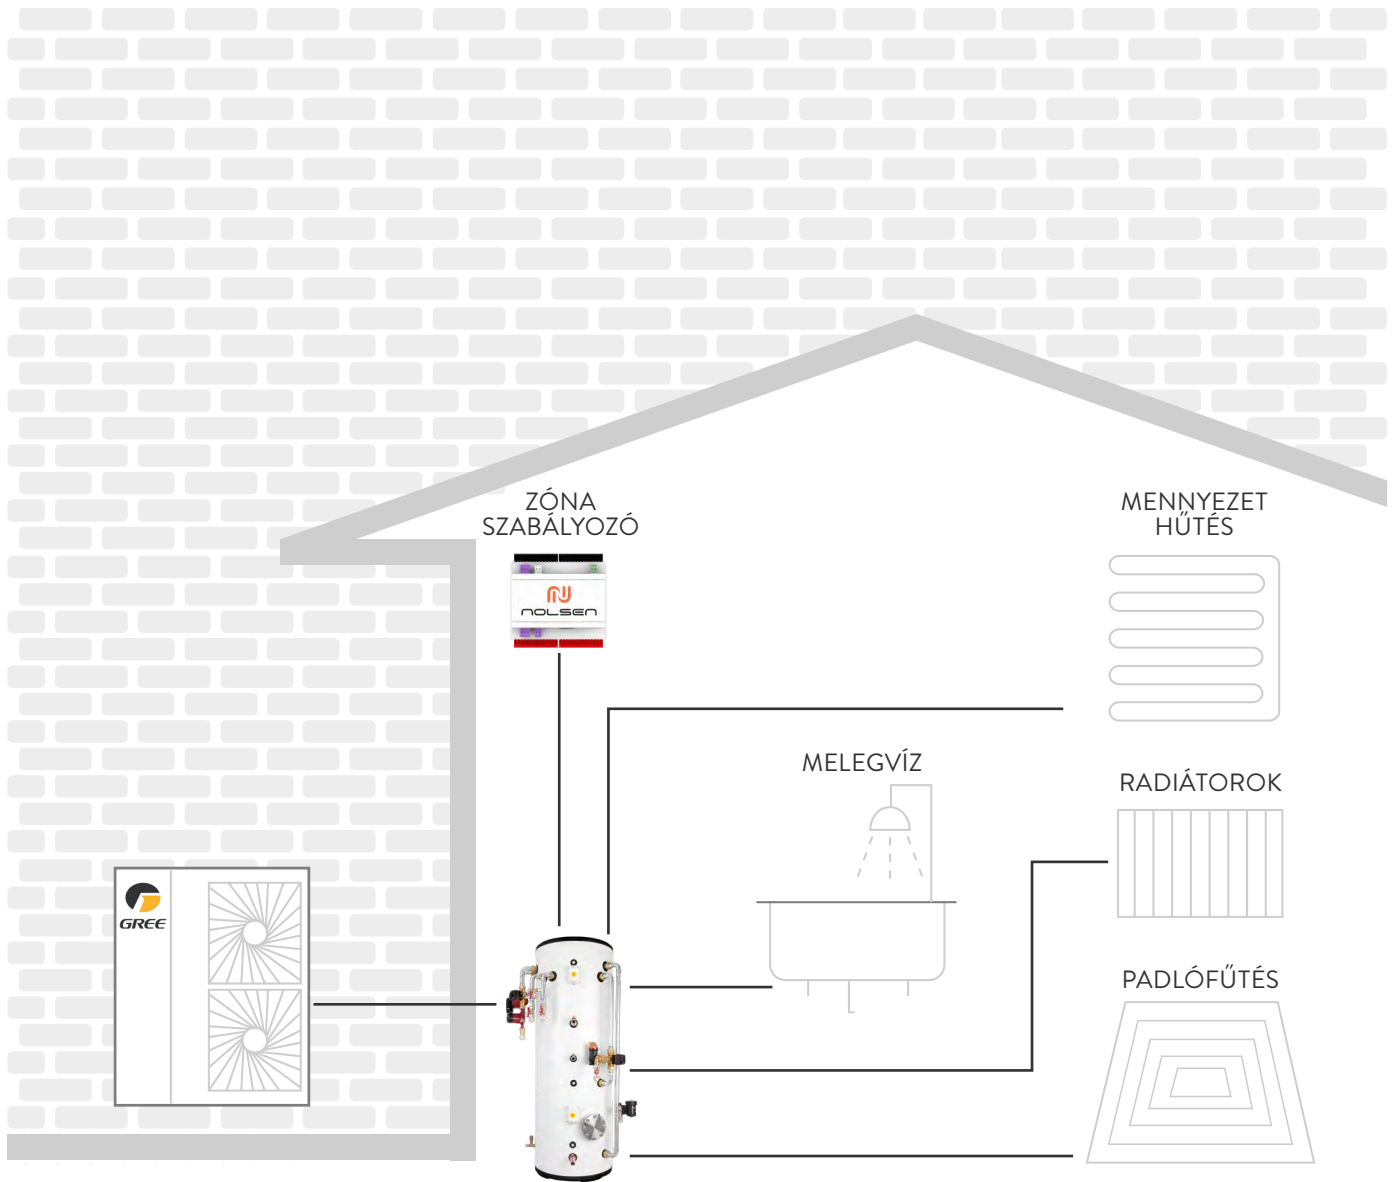 ZÓNA
SZABÁLYOZÓ
MENNYEZET
HŰTÉS
NOLSEN
MELEGVÍZ
RADIÁTOROK
GREE
PADLÓFŰTÉS